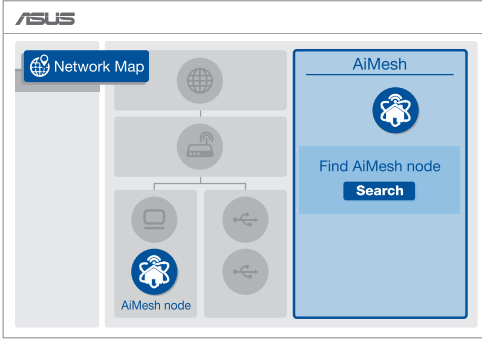 ASUS
Network Map
AiMesh
Find AiMesh node
Search
AiMesh node